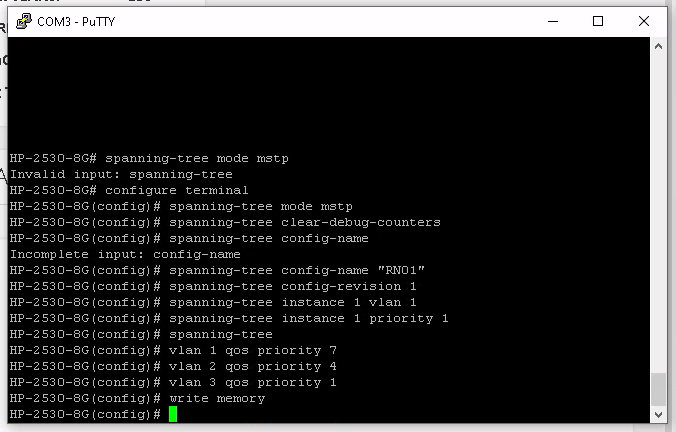 COM3 - PuTTY
HP-2530-8G# spanning-tree mode mstp
Invalid input: spanning-tree
HP-2530-8G# configure terminal
HP-2530-8G(config)# spanning-tree mode mstp
HP-2530-8G(config)# spanning-tree clear-debug-counters
HP-2530-8G(config)# spanning-tree config-name
Incomplete input: config-name
HP-2530-8G(config)# spanning-tree config-name "RNO1"
HP-2530-8G(config)# spanning-tree config-revision 1
HP-2530-8G(config)# spanning-tree instance 1 vlan 1
HP-2530-8G(config)# spanning-tree instance 1 priority 1
HP-2530-8G(config)# spanning-tree
HP-2530-8G(config)# vlan 1 qos priority 7
HP-2530-8G(config)# vlan 2 qos priority 4
HP-2530-8G(config)# vlan 3 qos priority 1
HP-2530-8G(config)# write memory
HP-2530-8G(config)#